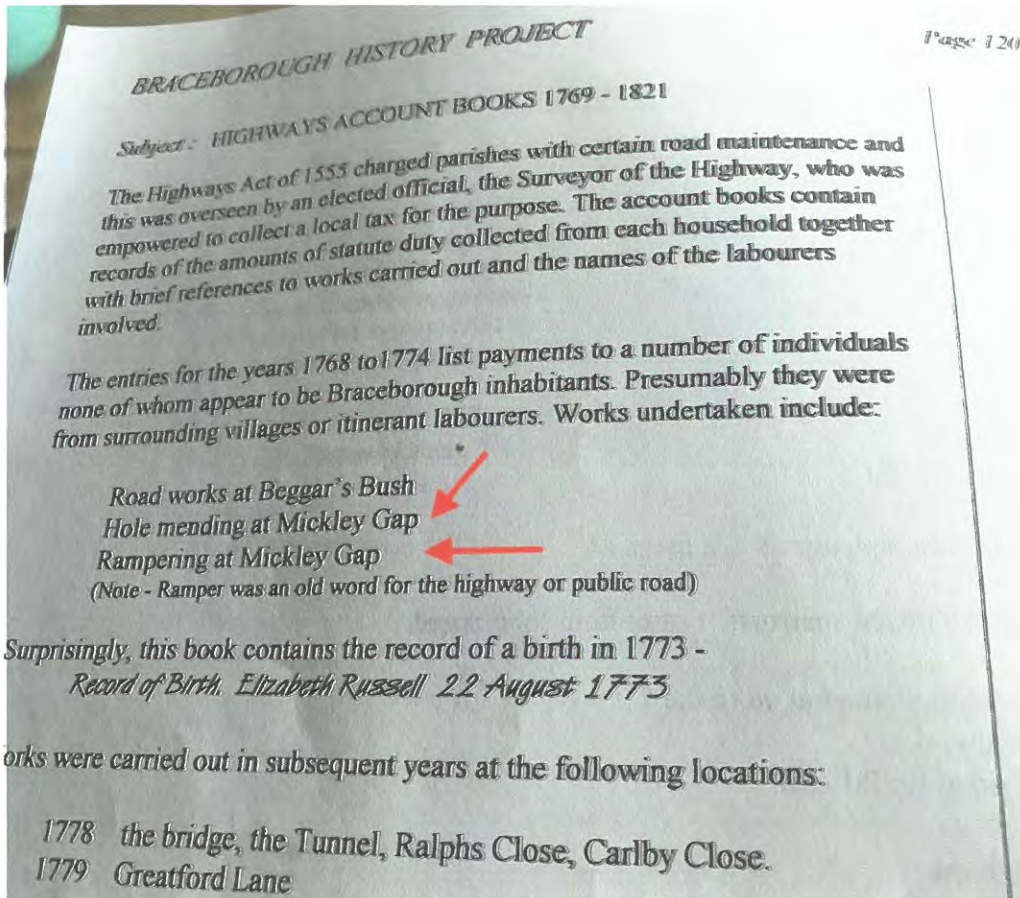 BRACEBOROUGH HISTORY PROJECT
Page 120
Subject: HIGHWAYS ACCOUNT BOOKS 1769 - 1821
The Highways Act of 1555 charged parishes with certain road maintenance and
this was overseen by an elected official, the Surveyor of the Highway, who was
empowered to collect a local tax for the purpose. The account books contain
records of the amounts of statute duty collected from each household together
with brief references to works carried out and the names of the labourers
involved.
The entries for the years 1768 to1774 list payments to a number of individuals
none of whom appear to be Braceborough inhabitants. Presumably they were
from surrounding villages or itinerant labourers. Works undertaken include:
Road works at Beggar's Bush
Hole mending at Mickley Gap
Rampering at Mickley Gap
(Note - Ramper was an old word for the highway or public road)
Surprisingly, this book contains the record of a birth in 1773 -
Record of Birth. Elizabeth Russell 22 August 1773
orks were carried out in subsequent years at the following locations:
1778 the bridge, the Tunnel, Ralphs Close, Carlby Close.
1779 Greatford Lane